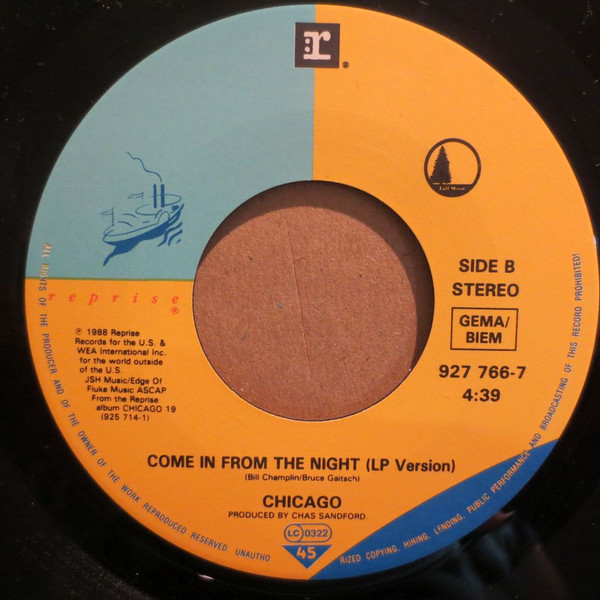 r
®
Full Moon
SIDE B
STEREO
GEMA/
BIEM
927 766-7
4:39
reprise
®
℗ 1988 Reprise
Records for the U.S. &
WEA International Inc.
for the world outside
of the U.S.
JSH Music/Edge Of
Fluke Music ASCAP
From the Reprise
album CHICAGO 19
(925 714-1)
COME IN FROM THE NIGHT (LP Version)
(Bill Champlin/Bruce Gaitsch)
CHICAGO
PRODUCED BY CHAS SANDFORD.
LC 0322
45
ALL RIGHTS OF THE PRODUCER AND OF THE OWNER OF THE WORK REPRODUCED RESERVED. UNAUTHO
RIZED COPYING, HIRING, LENDING, PUBLIC PERFORMANCE AND BROADCASTING OF THIS RECORD PROHIBITED!